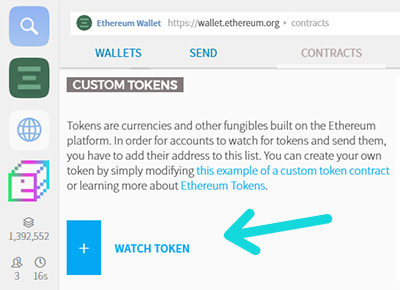 Ethereum Wallet https://wallet.ethereum.org › contracts
WALLETS SEND CONTRACTS
CUSTOM TOKENS
Tokens are currencies and other fungibles built on the Ethereum
platform. In order for accounts to watch for tokens and send them,
you have to add their address to this list. You can create your own
token by simply modifying this example of a custom token contract
or learning more about Ethereum Tokens.
+ WATCH TOKEN
1,392,552
3 16s